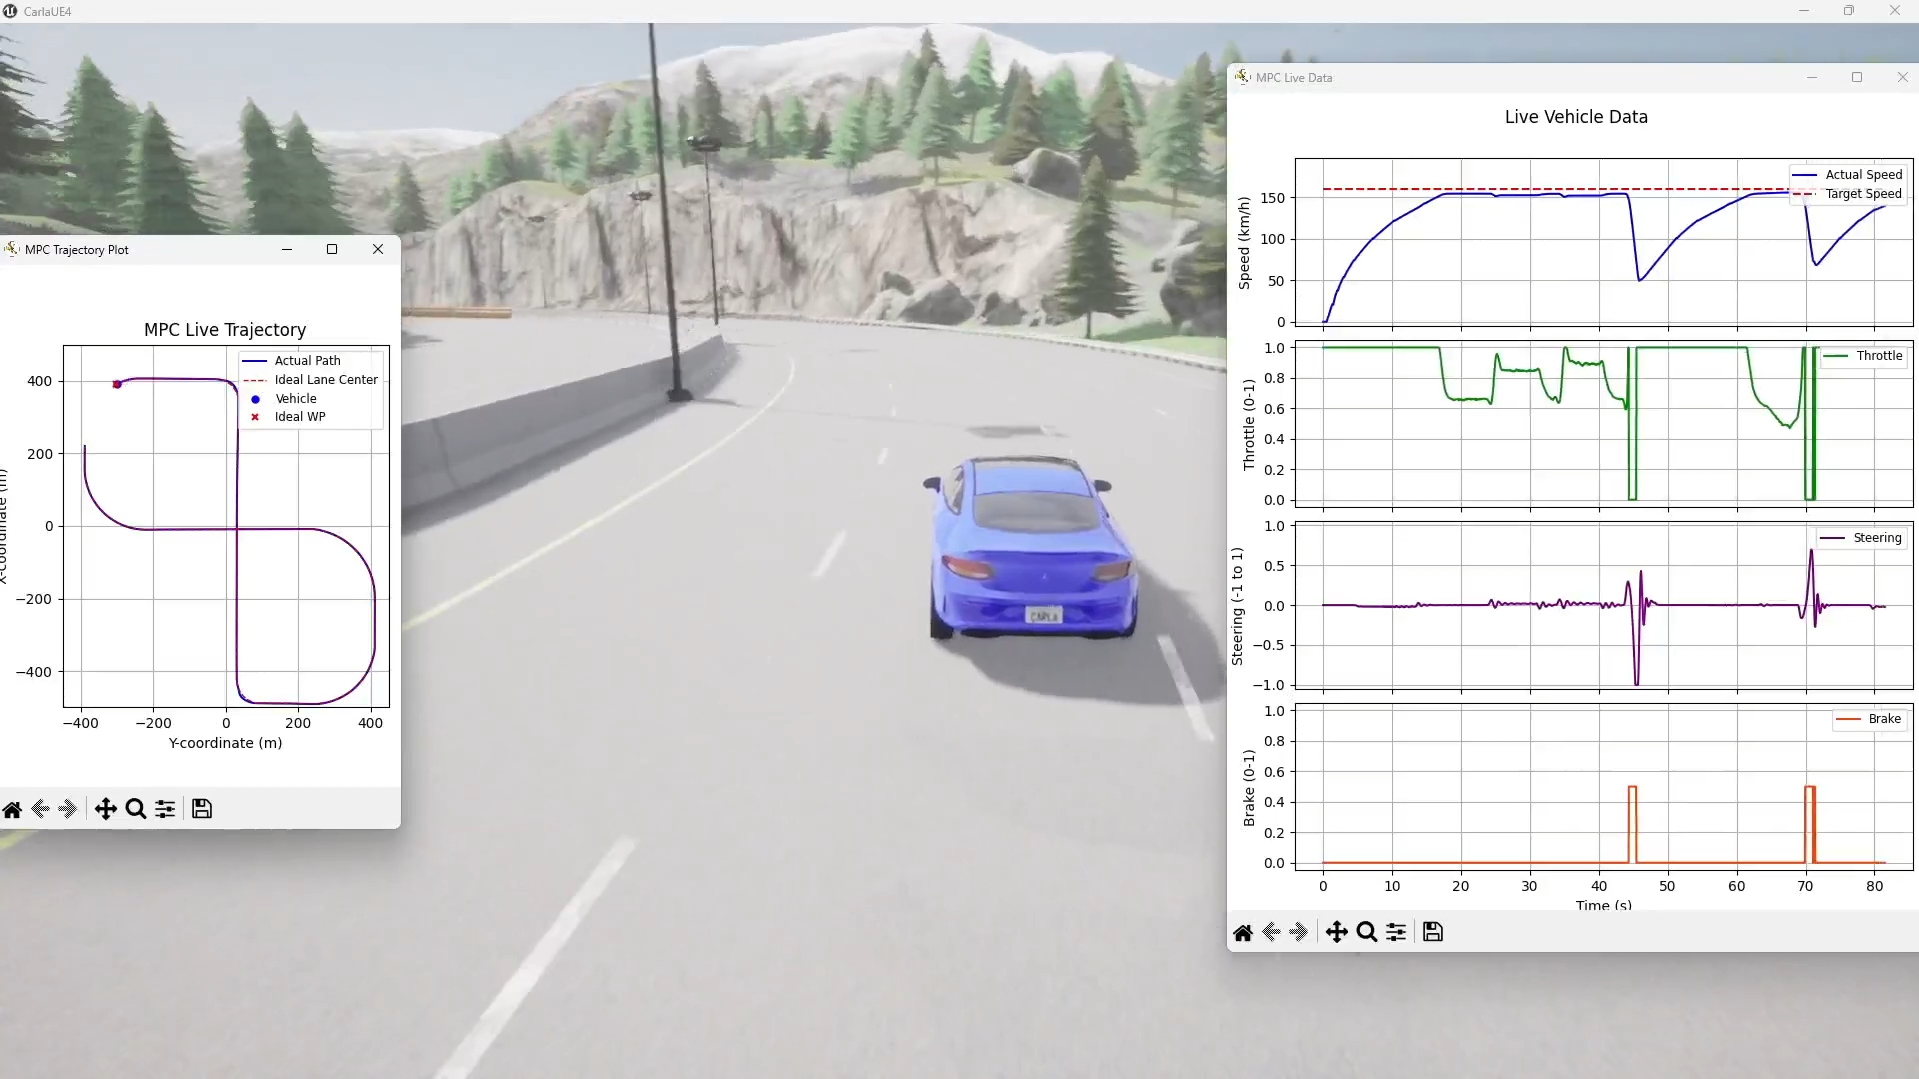 CarlaUE4
MPC Trajectory Plot
MPC Live Trajectory
Actual Path
Ideal Lane Center
Vehicle
Ideal WP
400
200
0
−200
−400
X-coordinate (m)
−400 −200 0 200 400
Y-coordinate (m)
CARLA
MPC Live Data
Live Vehicle Data
Actual Speed
Target Speed
150
100
50
0
Speed (km/h)
Throttle
1.0
0.8
0.6
0.4
0.2
0.0
Throttle (0-1)
Steering
1.0
0.5
0.0
−0.5
−1.0
Steering (-1 to 1)
Brake
1.0
0.8
0.6
0.4
0.2
0.0
Brake (0-1)
0 10 20 30 40 50 60 70 80
Time (s)